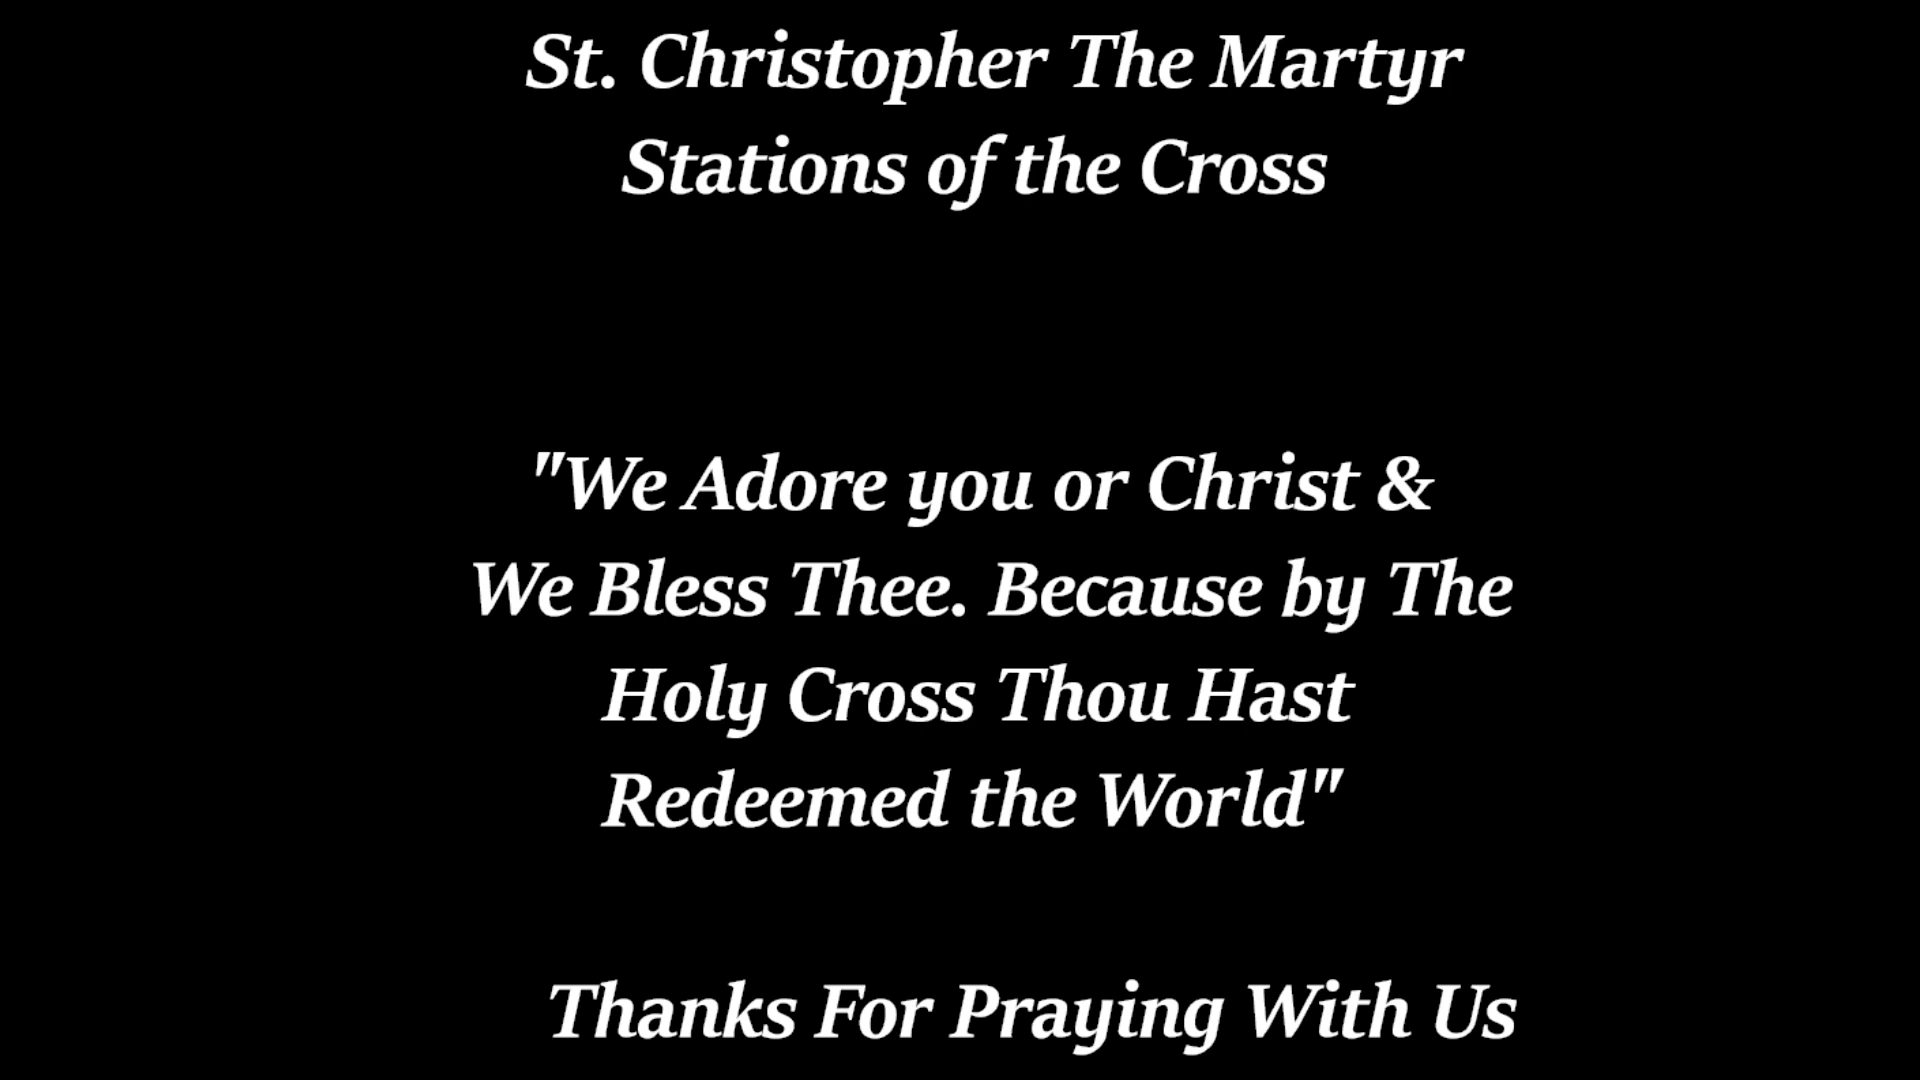 St. Christopher The Martyr
Stations of the Cross
"We Adore you or Christ &
We Bless Thee. Because by The
Holy Cross Thou Hast
Redeemed the World"
Thanks For Praying With Us